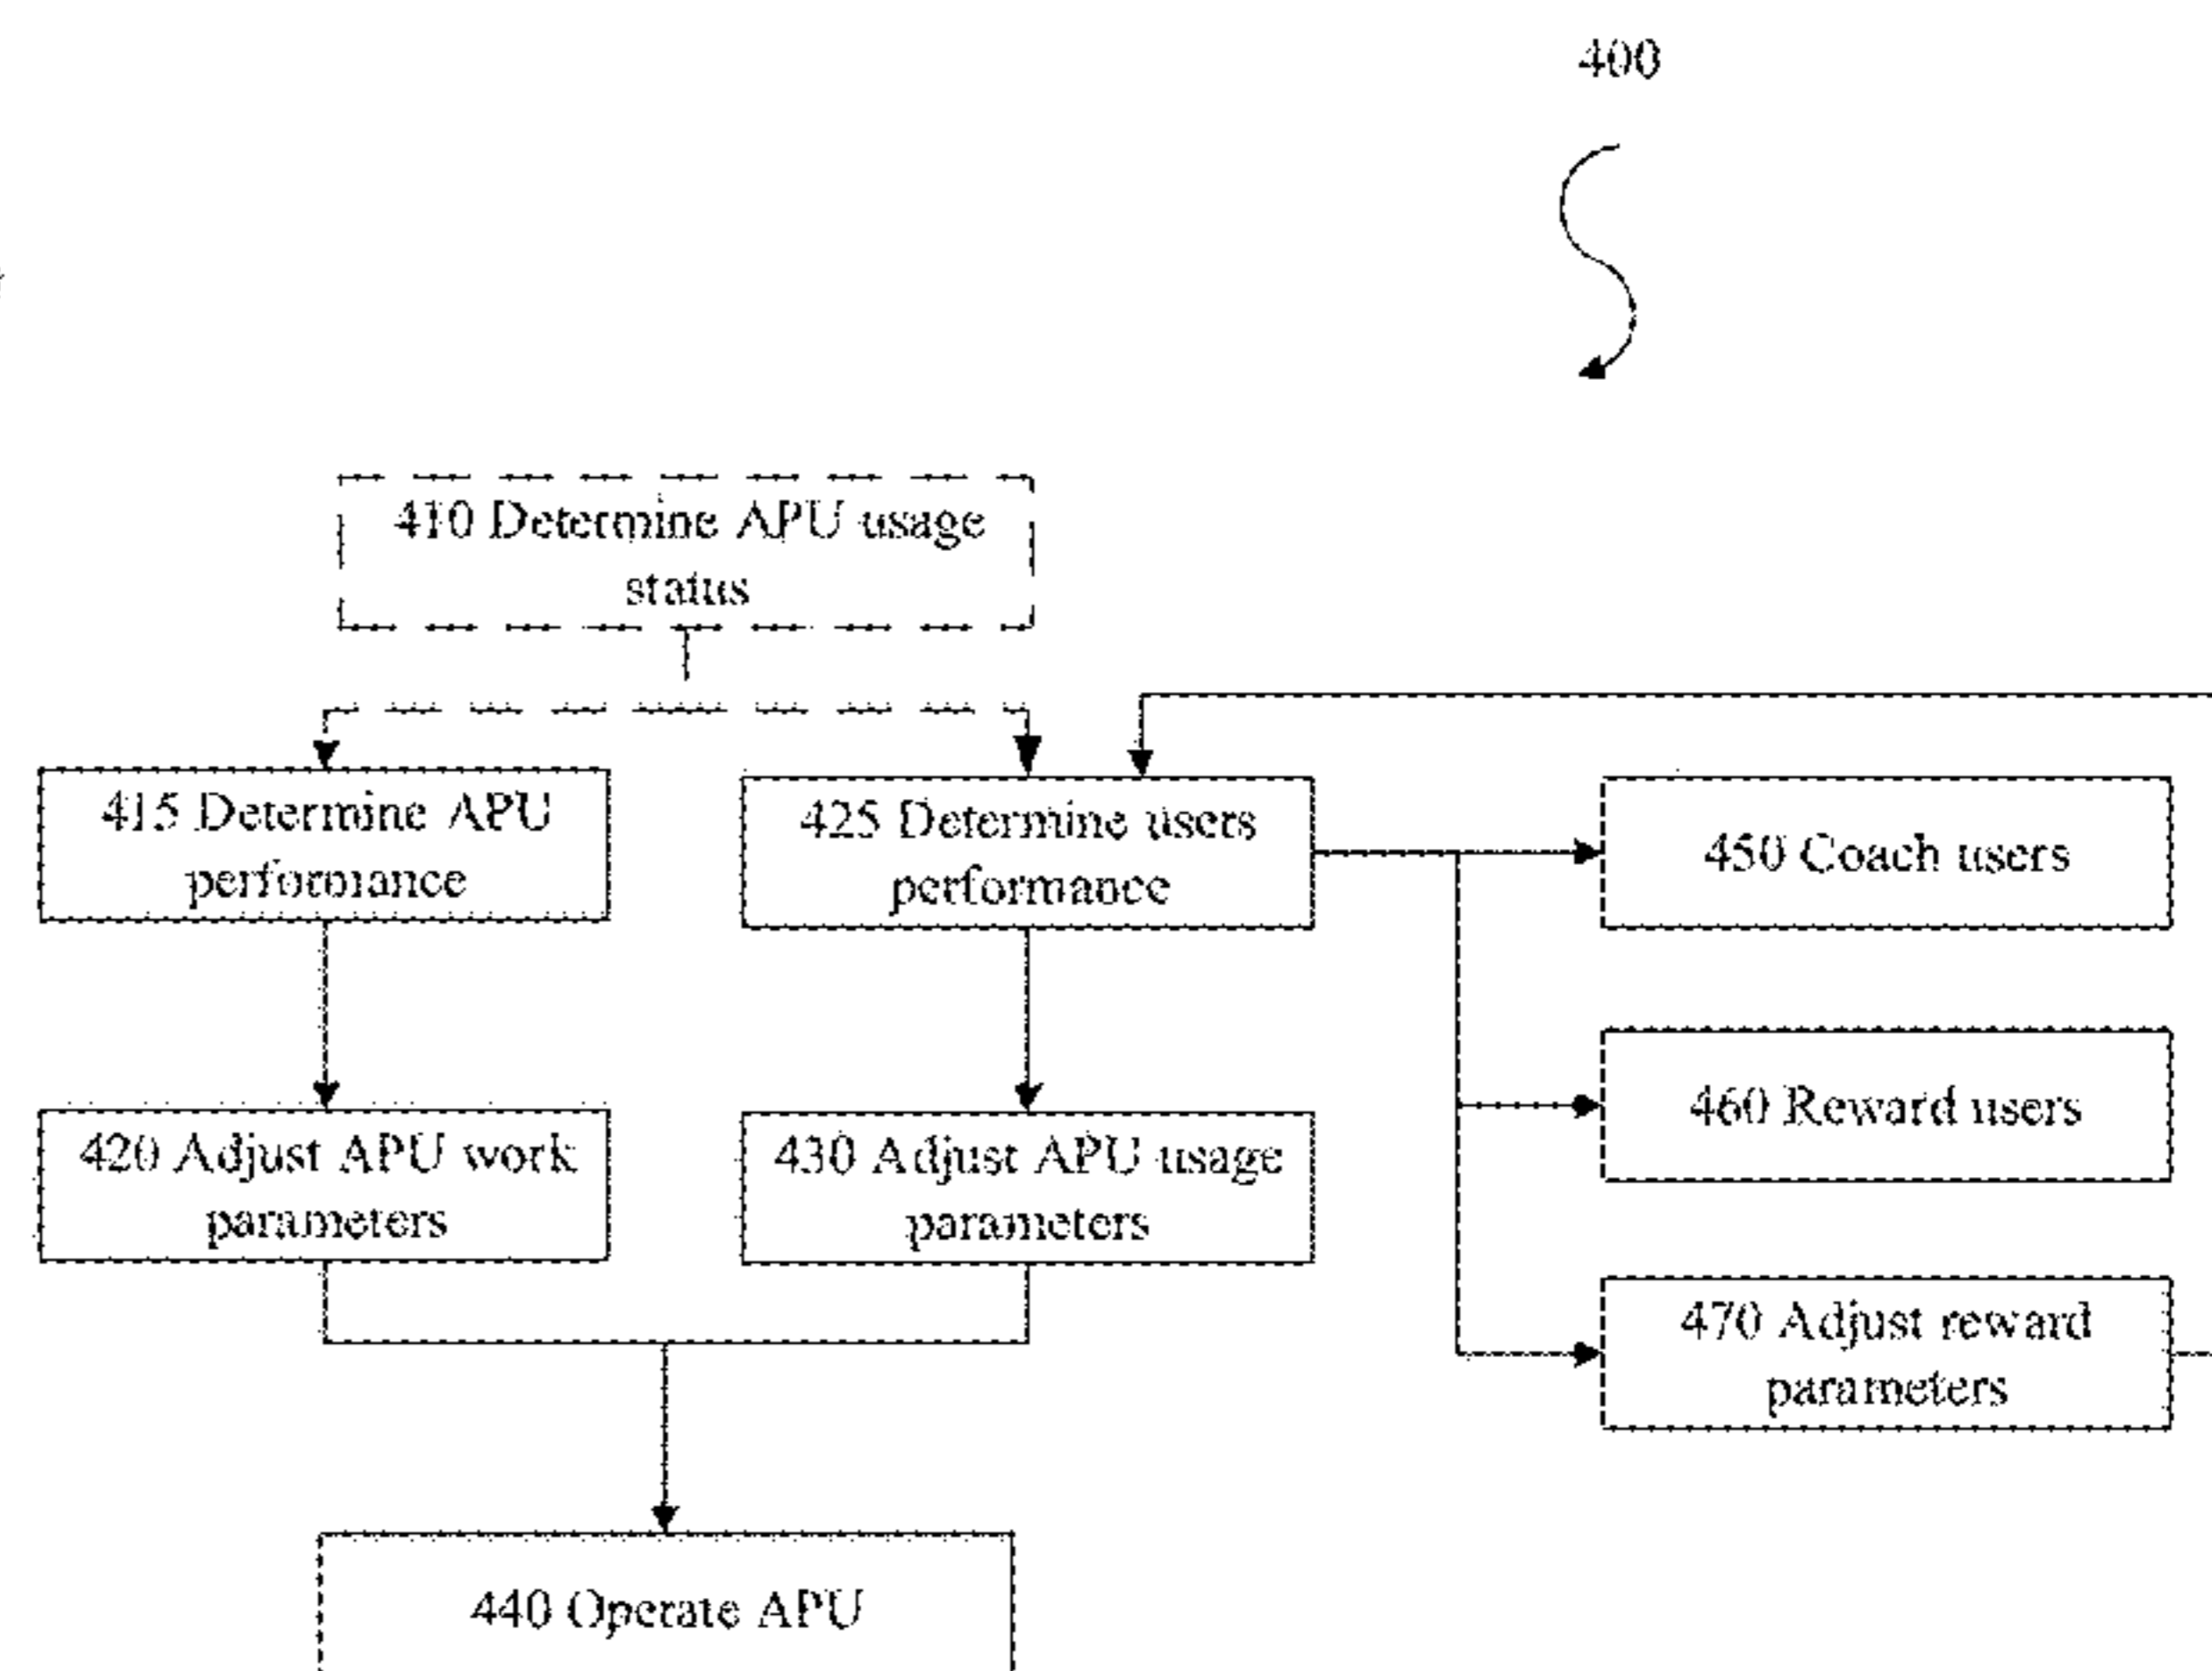 400
410 Determine APU usage
status
415 Determine APU
performance
425 Determine users
performance
450 Coach users
460 Reward users
420 Adjust APU work
parameters
430 Adjust APU usage
parameters
470 Adjust reward
parameters
440 Operate APU